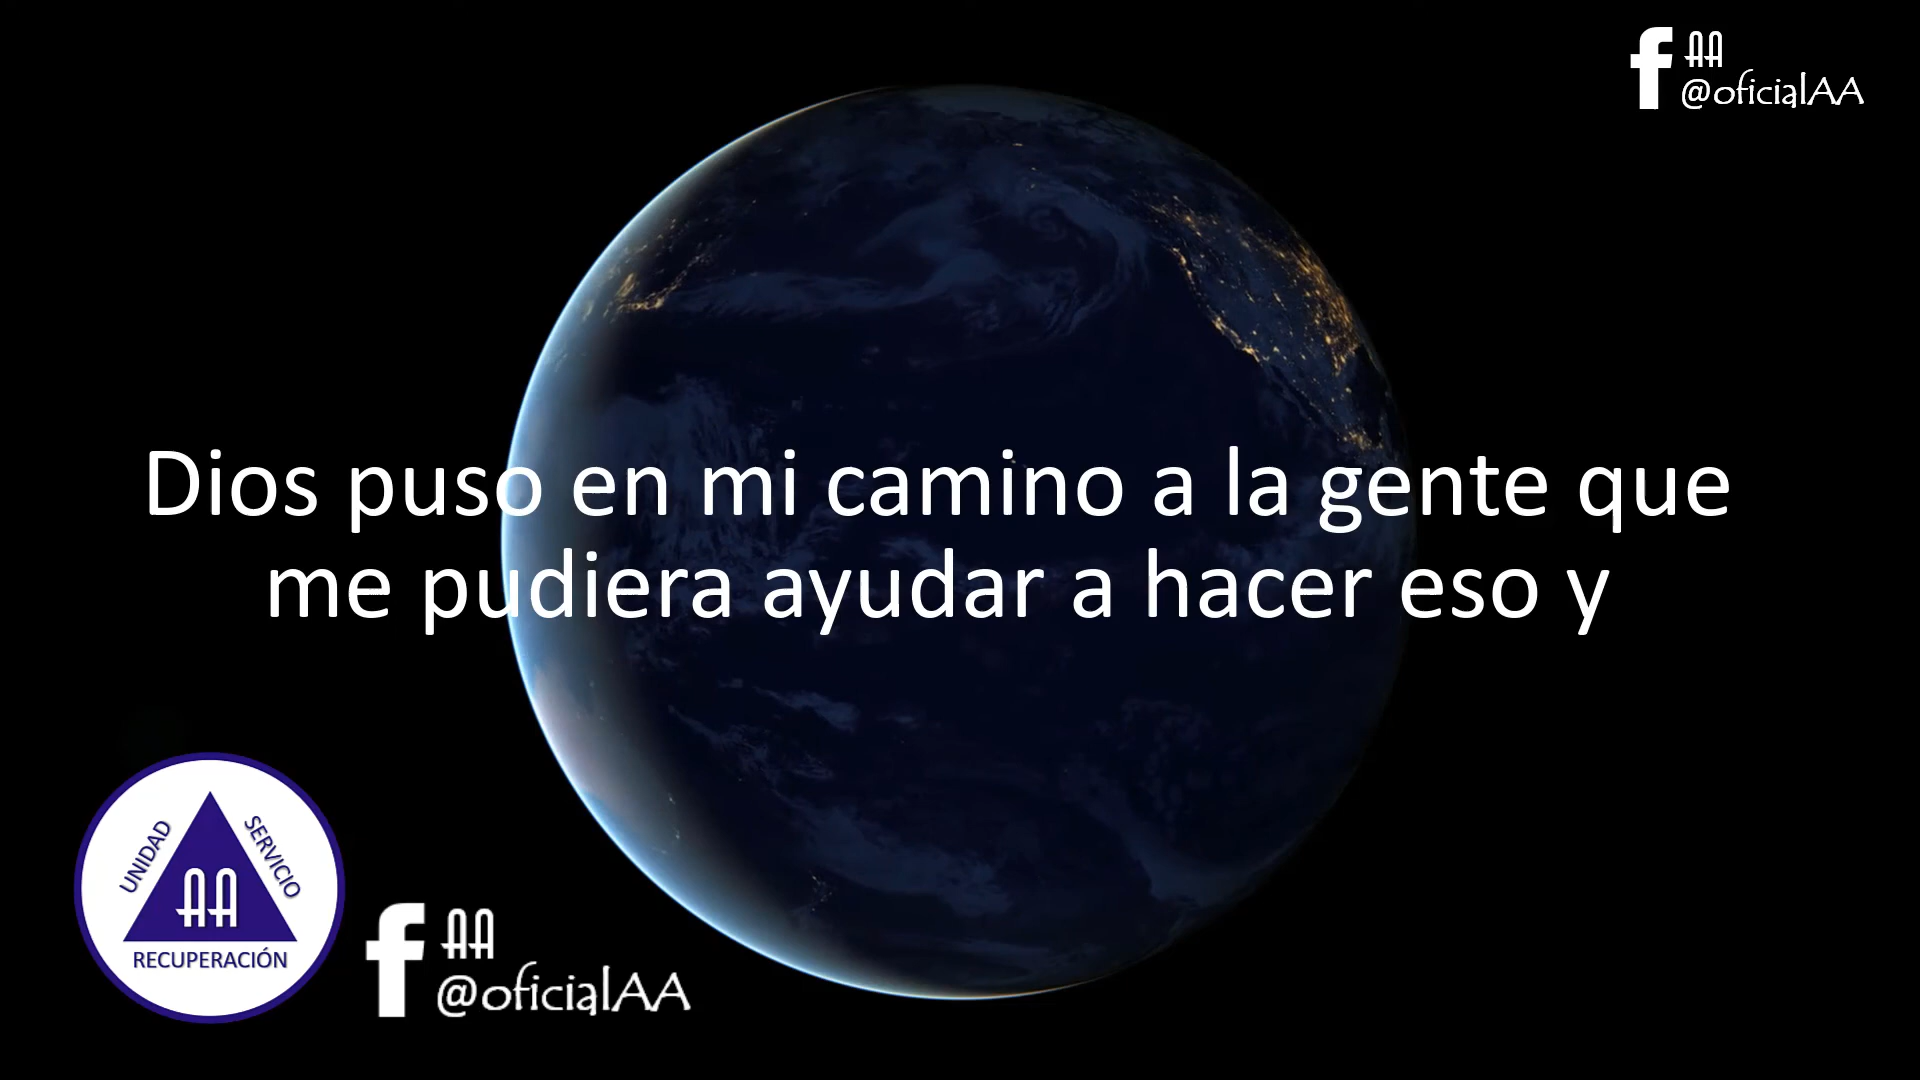 AA
@oficialAA
Dios puso en mi camino a la gente que
me pudiera ayudar a hacer eso y
UNIDAD
SERVICIO
AA
RECUPERACIÓN
AA
@oficialAA